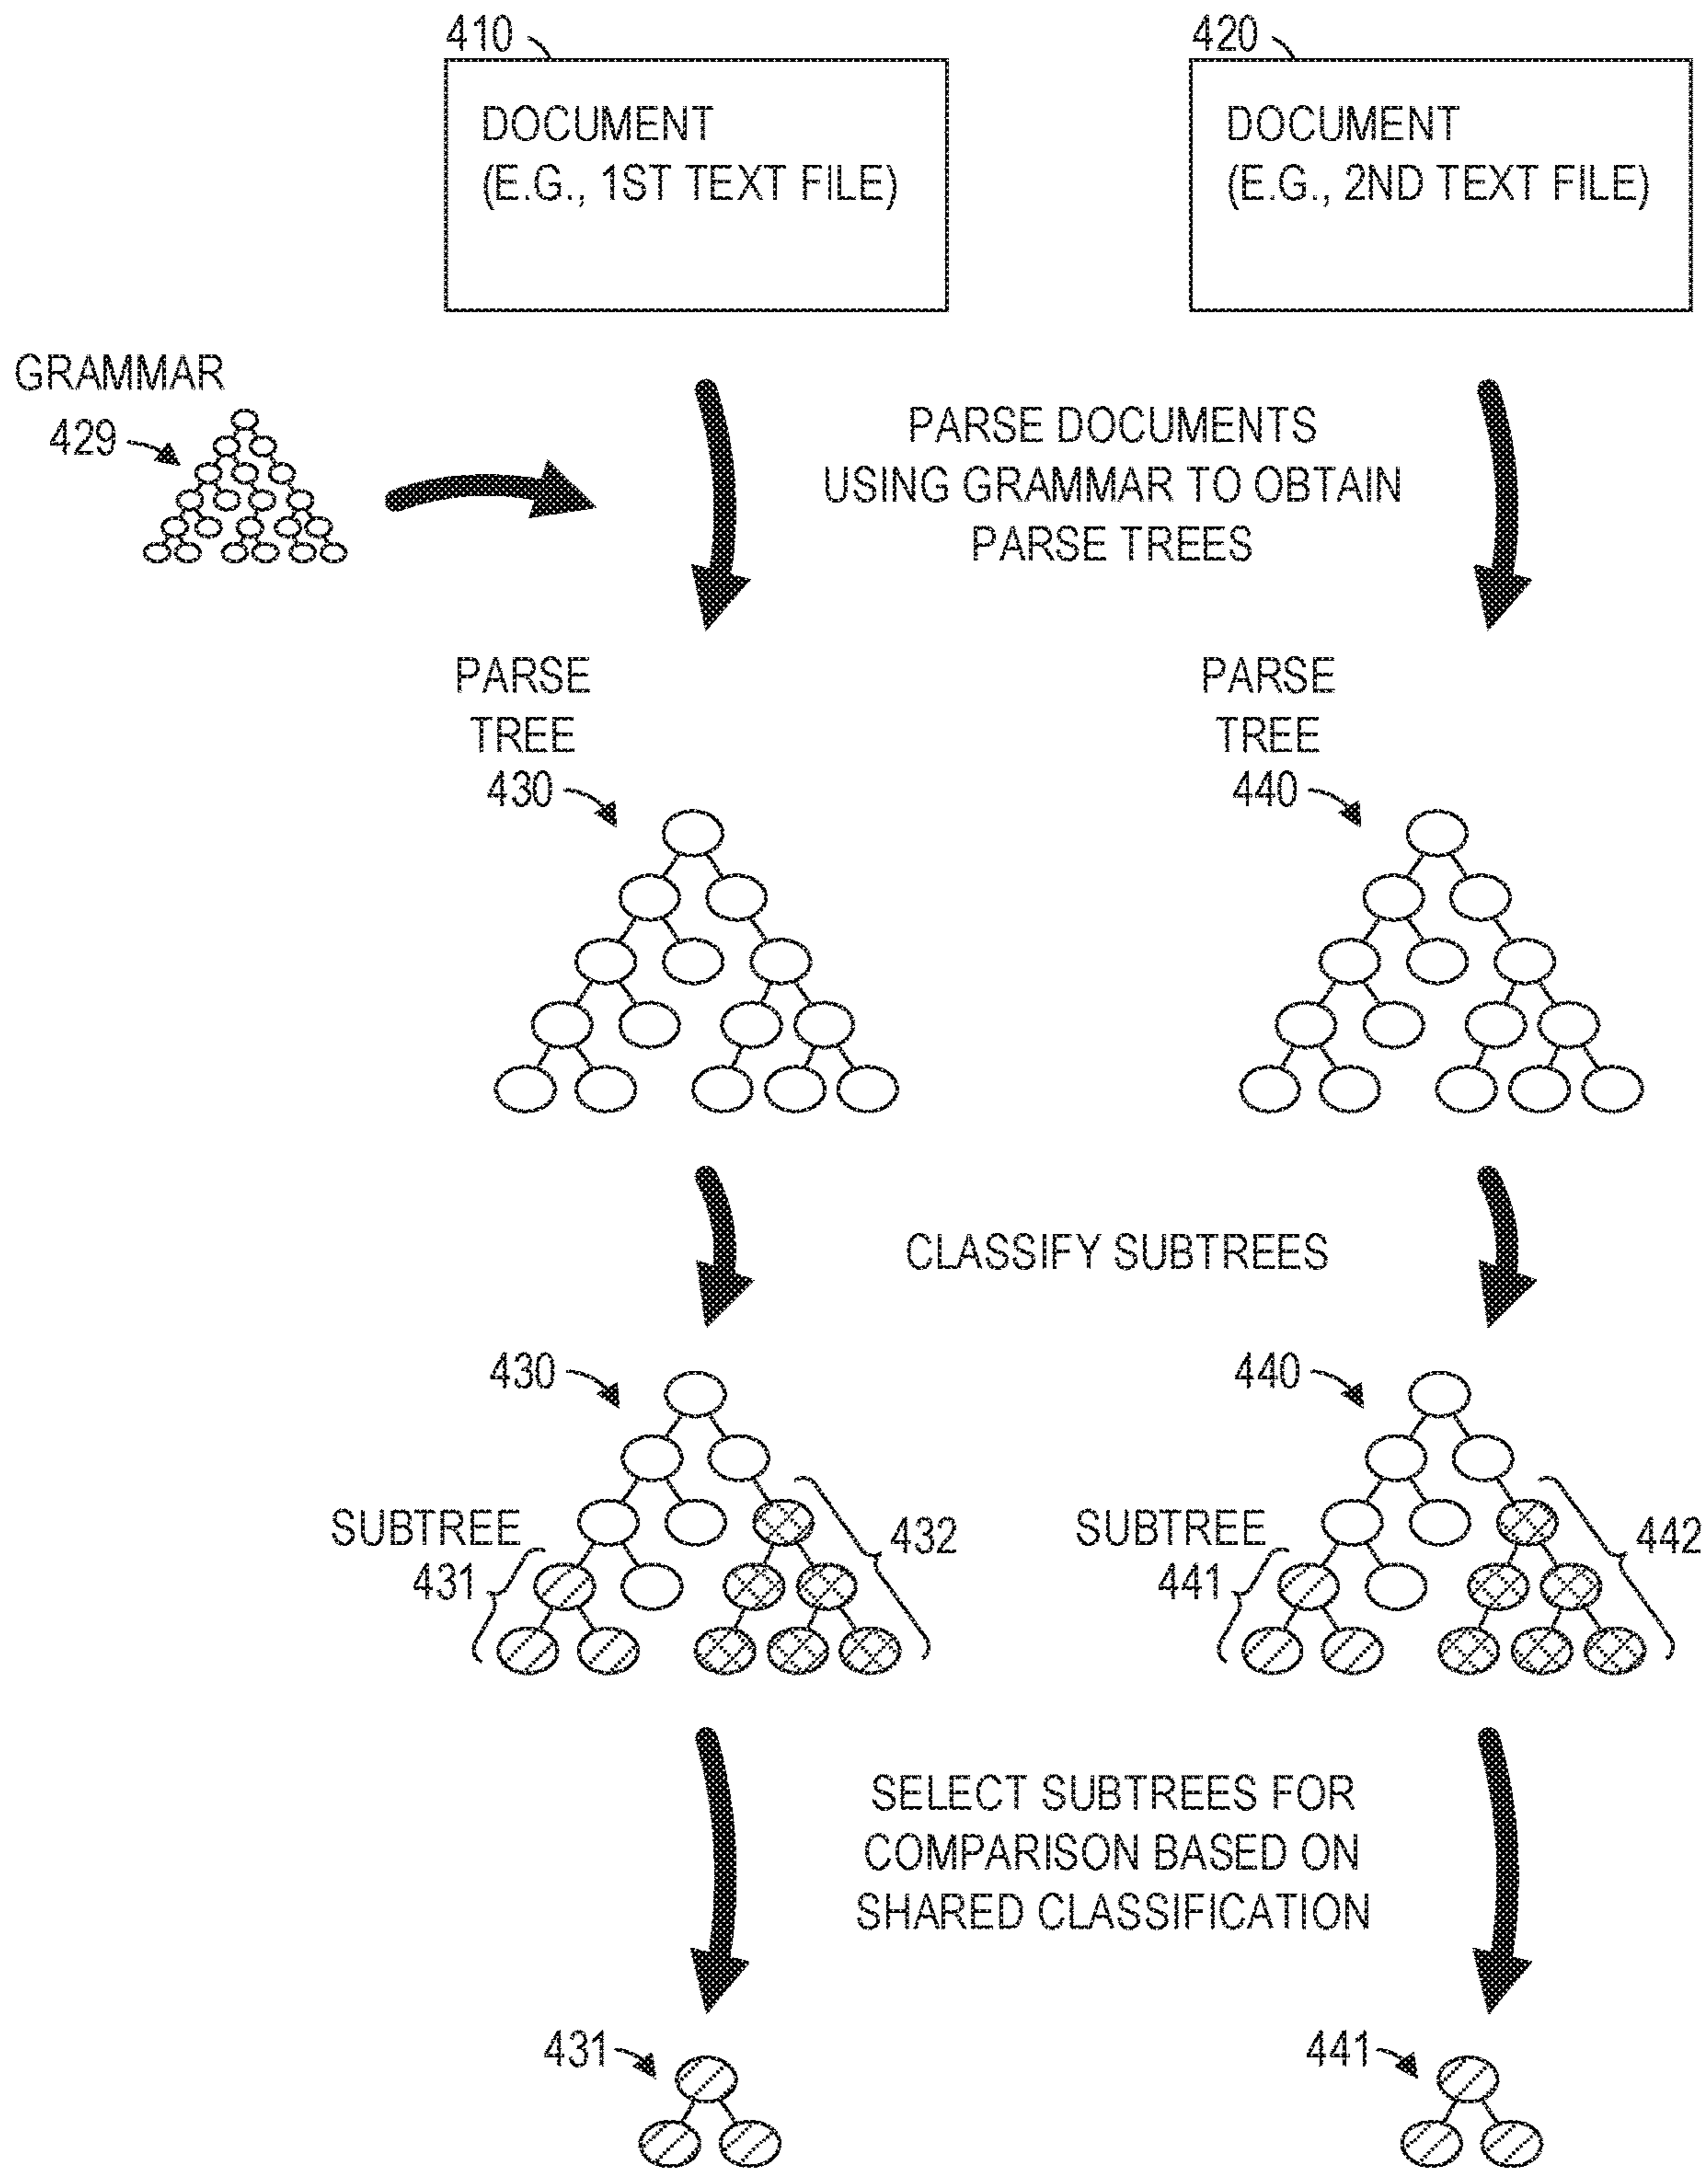 410
420
DOCUMENT
(E.G., 1ST TEXT FILE)
DOCUMENT
(E.G., 2ND TEXT FILE)
GRAMMAR
429
PARSE DOCUMENTS
USING GRAMMAR TO OBTAIN
PARSE TREES
PARSE
TREE
430
PARSE
TREE
440
CLASSIFY SUBTREES
430
440
SUBTREE
431
432
SUBTREE
441
442
SELECT SUBTREES FOR
COMPARISON BASED ON
SHARED CLASSIFICATION
431
441